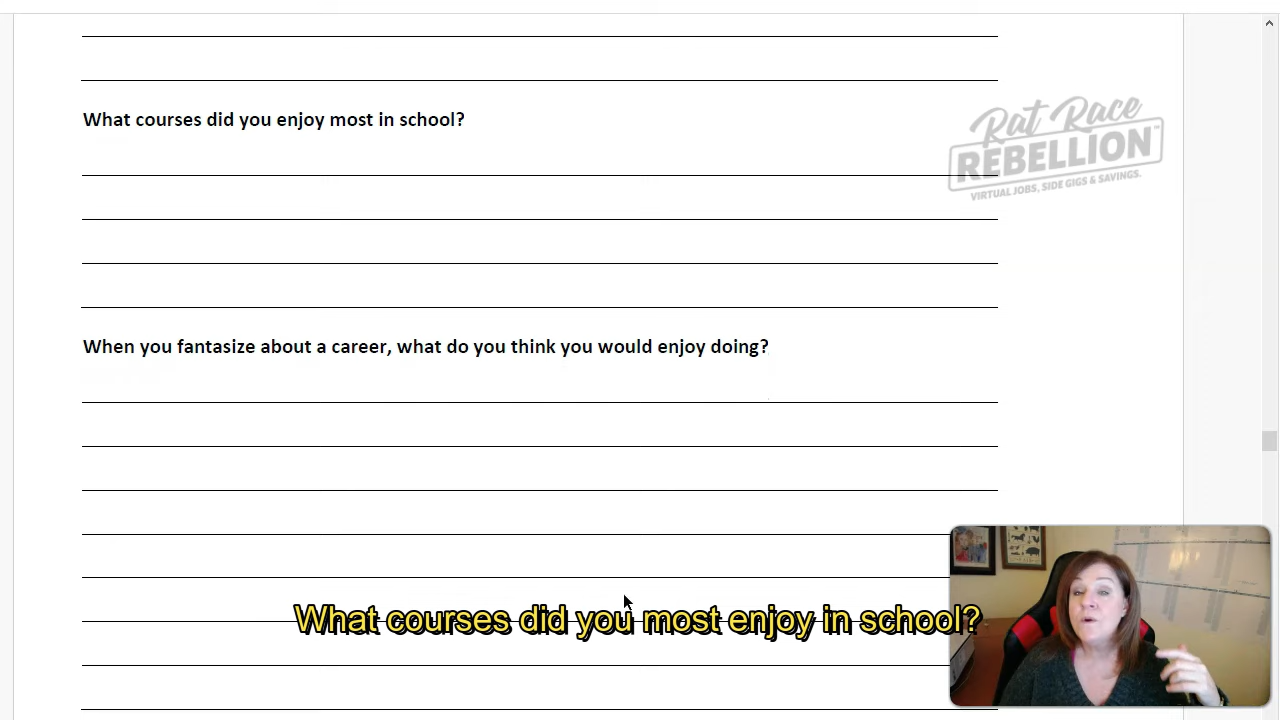 What courses did you enjoy most in school?
Rat Race
REBELLION™
VIRTUAL JOBS, SIDE GIGS & SAVINGS.
When you fantasize about a career, what do you think you would enjoy doing?
What courses did you most enjoy in school?